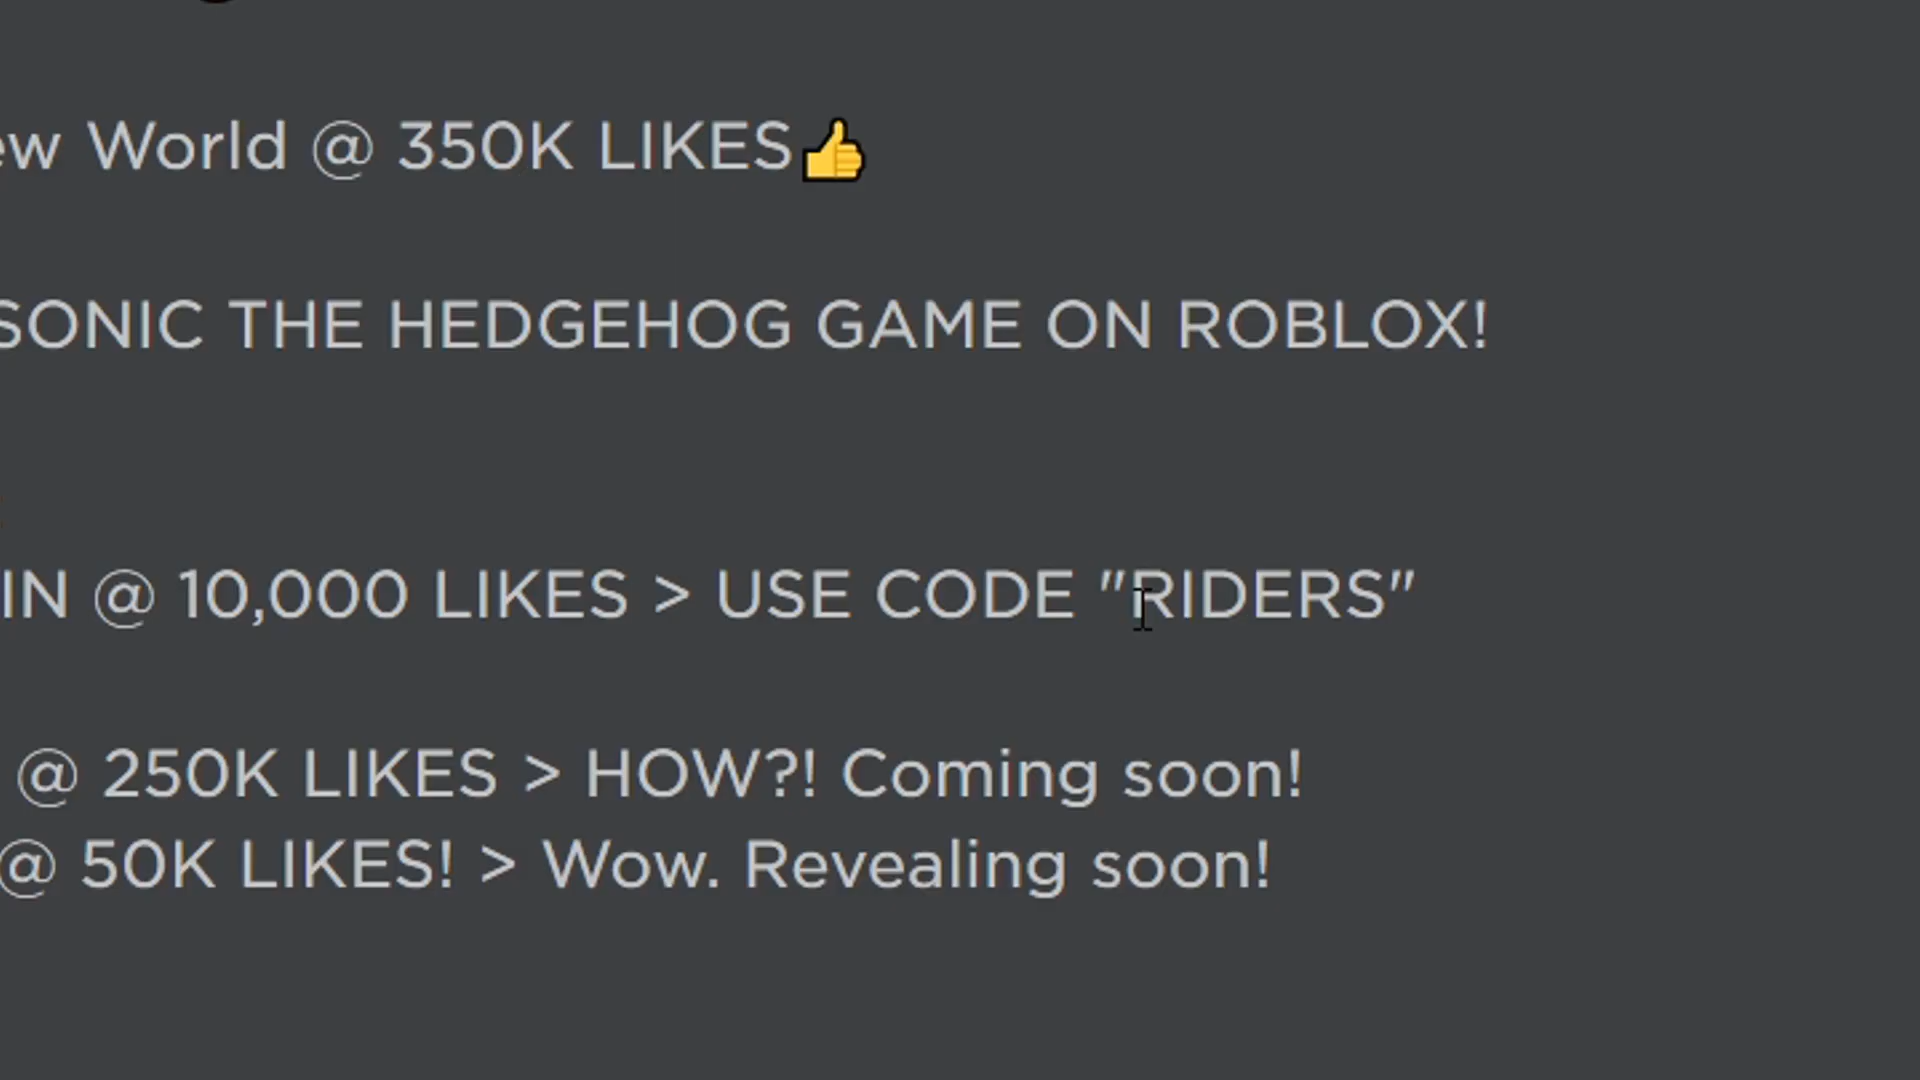 ew World @ 350K LIKES👍
SONIC THE HEDGEHOG GAME ON ROBLOX!
IN @ 10,000 LIKES > USE CODE "RIDERS"
@ 250K LIKES > HOW?! Coming soon!
@ 50K LIKES! > Wow. Revealing soon!